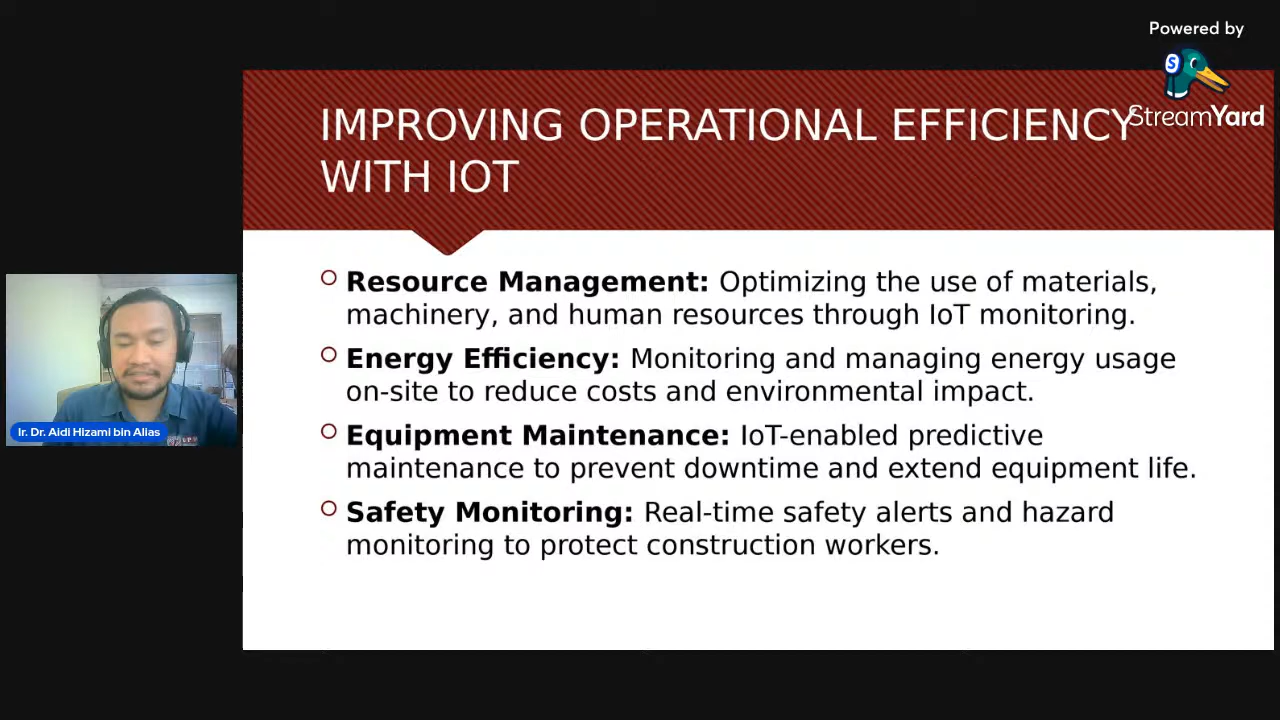 Powered by
StreamYard
IMPROVING OPERATIONAL EFFICIENCY
WITH IOT
Resource Management: Optimizing the use of materials,
machinery, and human resources through IoT monitoring.
Energy Efficiency: Monitoring and managing energy usage
on-site to reduce costs and environmental impact.
Equipment Maintenance: IoT-enabled predictive
maintenance to prevent downtime and extend equipment life.
Safety Monitoring: Real-time safety alerts and hazard
monitoring to protect construction workers.
Ir. Dr. Aidi Hizami bin Alias